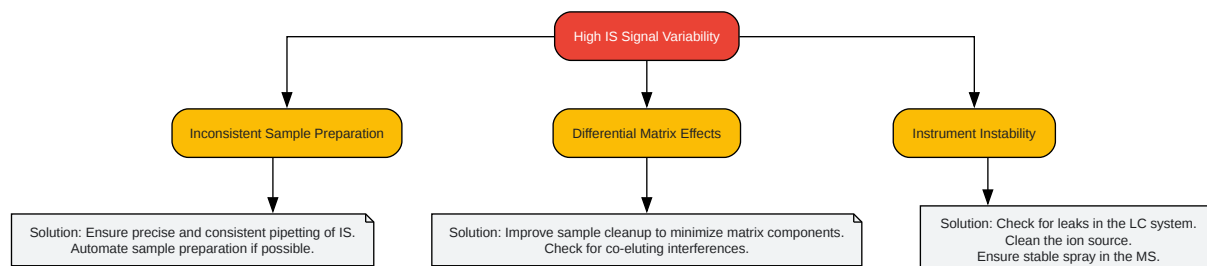 High IS Signal Variability
Inconsistent Sample Preparation
Differential Matrix Effects
Instrument Instability
Solution: Ensure precise and consistent pipetting of IS.
Automate sample preparation if possible.
Solution: Improve sample cleanup to minimize matrix components.
Check for co-eluting interferences.
Solution: Check for leaks in the LC system.
Clean the ion source.
Ensure stable spray in the MS.